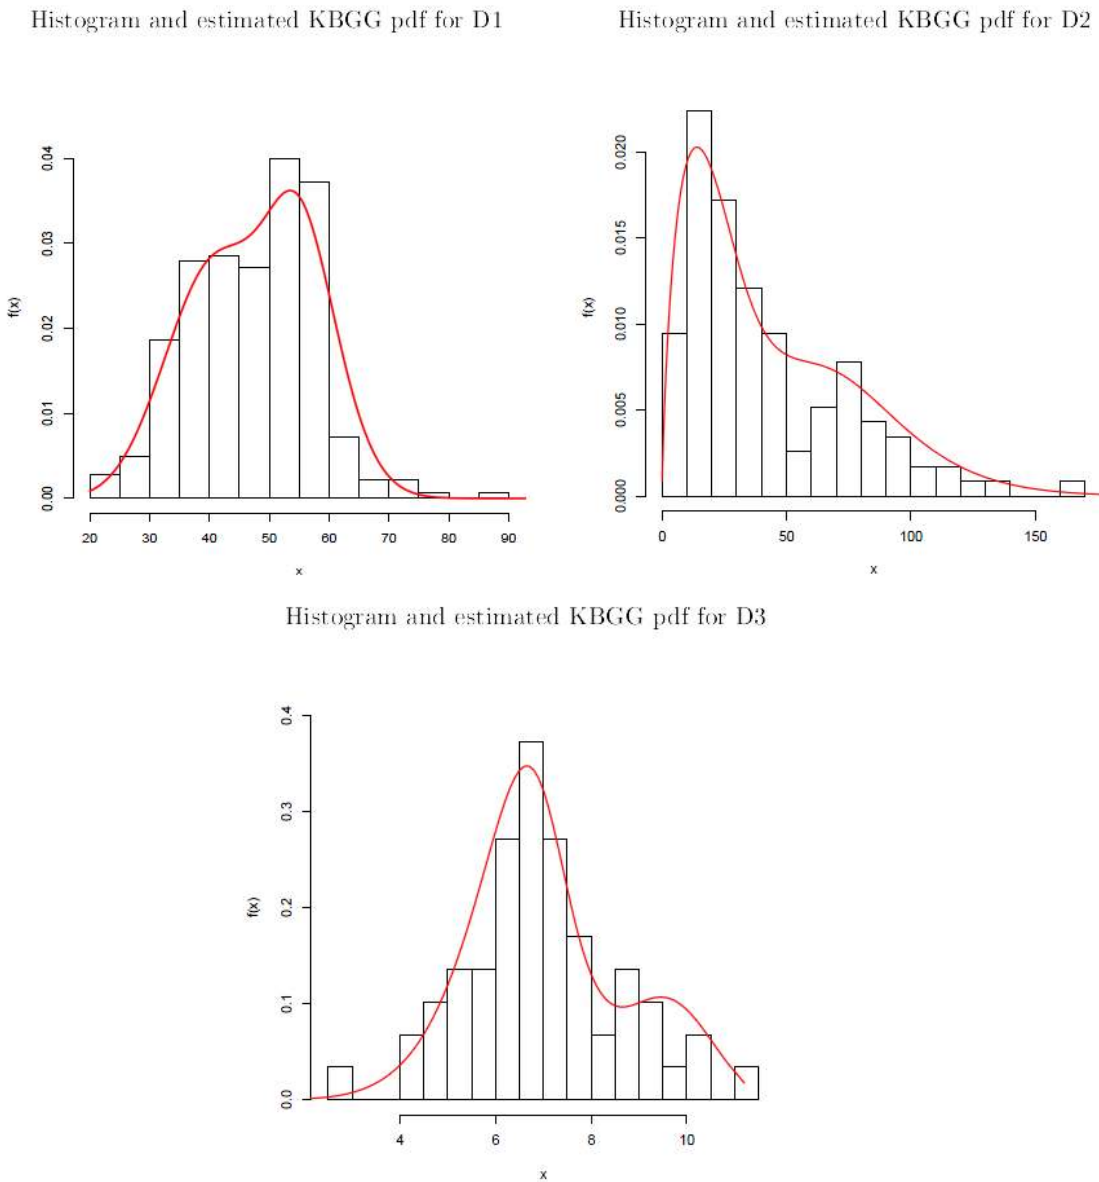 Histogram and estimated KBGG pdf for D1
Histogram and estimated KBGG pdf for D2
0.04
0.03
0.02
0.01
0.00
f(x)
20 30 40 50 60 70 80 90
x
0.020
0.015
0.010
0.005
0.000
f(x)
0 50 100 150
x
Histogram and estimated KBGG pdf for D3
0.4
0.3
0.2
0.1
0.0
f(x)
4 6 8 10
x